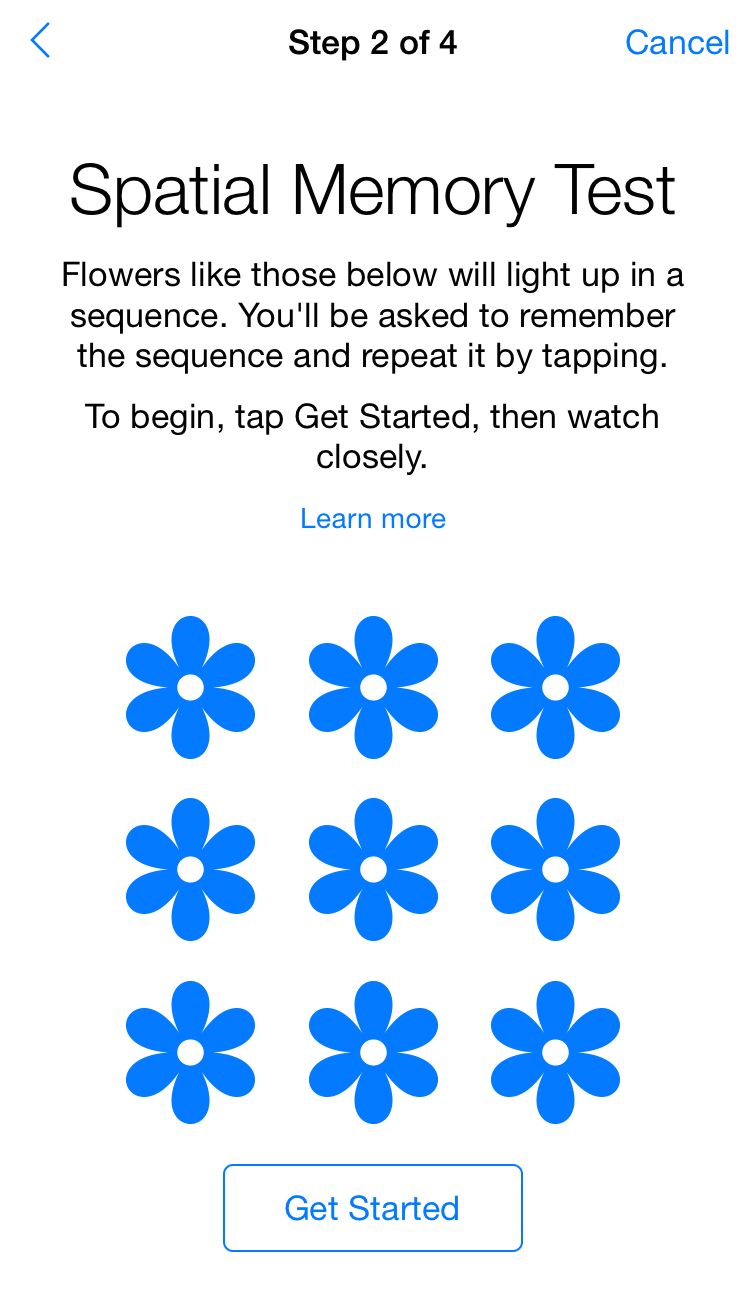 Step 2 of 4 Cancel
Spatial Memory Test
Flowers like those below will light up in a
sequence. You'll be asked to remember
the sequence and repeat it by tapping.
To begin, tap Get Started, then watch
closely.
Learn more
Get Started